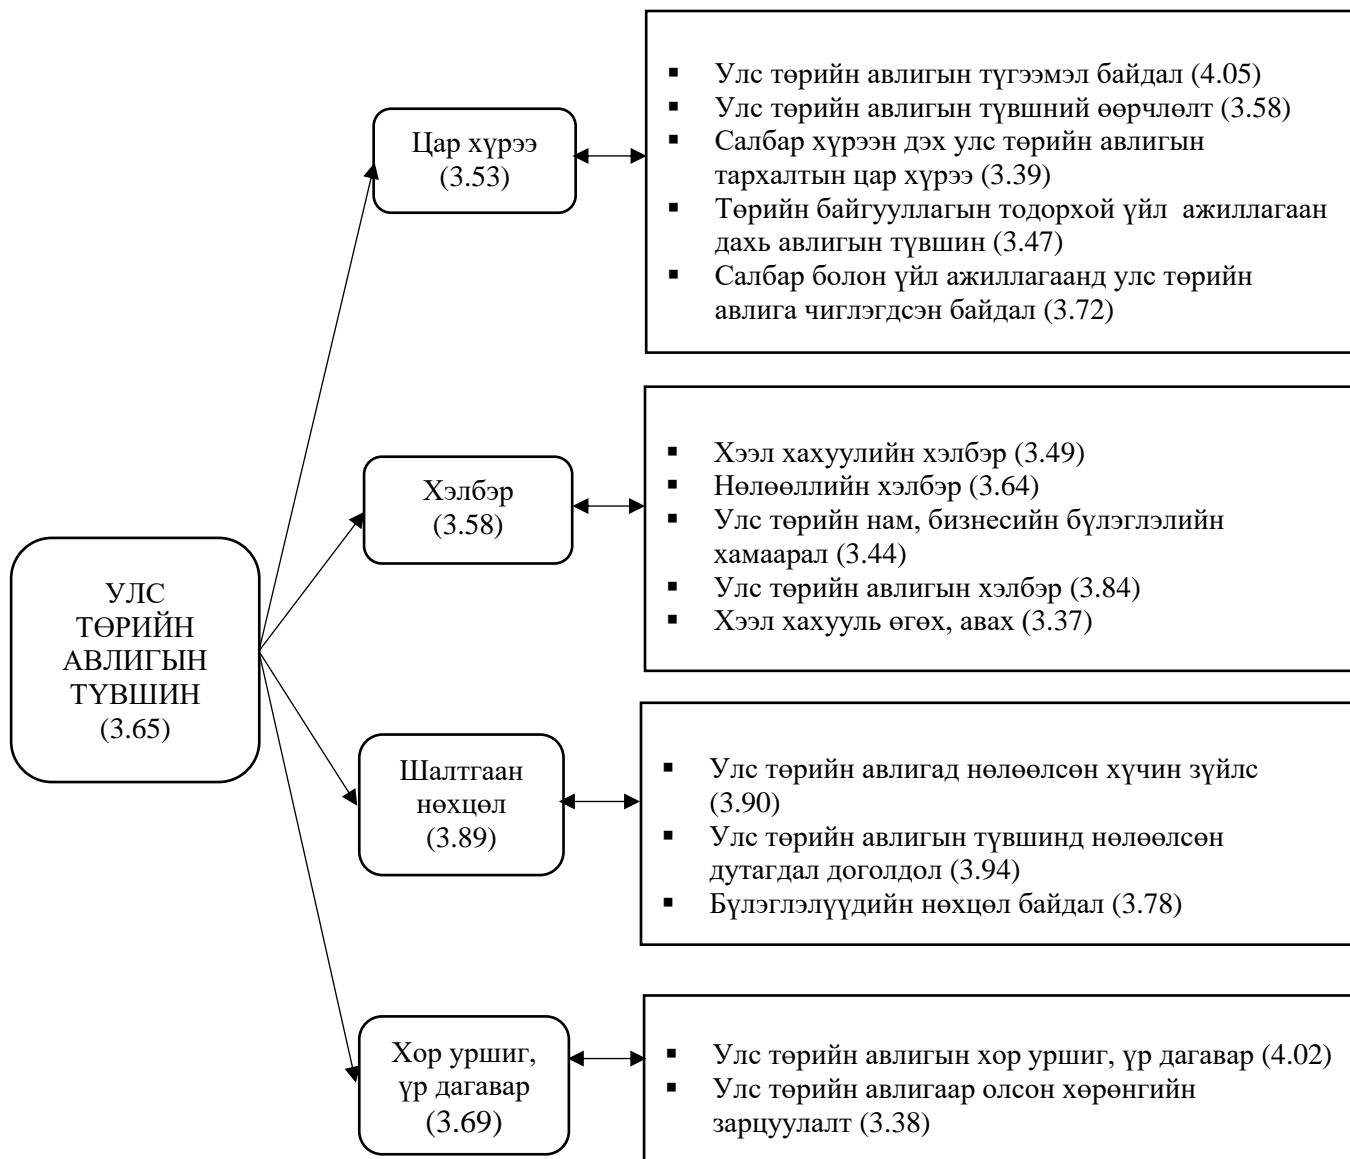 УЛС
ТӨРИЙН
АВЛИГЫН
ТҮВШИН
(3.65)
Цар хүрээ
(3.53)
▪ Улс төрийн авлигын түгээмэл байдал (4.05)
▪ Улс төрийн авлигын түвшний өөрчлөлт (3.58)
▪ Салбар хүрээн дэх улс төрийн авлигын
тархалтын цар хүрээ (3.39)
▪ Төрийн байгууллагын тодорхой үйл ажиллагаан
дахь авлигын түвшин (3.47)
▪ Салбар болон үйл ажиллагаанд улс төрийн
авлига чиглэгдсэн байдал (3.72)
Хэлбэр
(3.58)
▪ Хээл хахуулийн хэлбэр (3.49)
▪ Нөлөөллийн хэлбэр (3.64)
▪ Улс төрийн нам, бизнесийн бүлэглэлийн
хамаарал (3.44)
▪ Улс төрийн авлигын хэлбэр (3.84)
▪ Хээл хахууль өгөх, авах (3.37)
Шалтгаан
нөхцөл
(3.89)
▪ Улс төрийн авлигад нөлөөлсөн хүчин зүйлс
(3.90)
▪ Улс төрийн авлигын түвшинд нөлөөлсөн
дутагдал доголдол (3.94)
▪ Бүлэглэлүүдийн нөхцөл байдал (3.78)
Хор уршиг,
үр дагавар
(3.69)
▪ Улс төрийн авлигын хор уршиг, үр дагавар (4.02)
▪ Улс төрийн авлигаар олсон хөрөнгийн
зарцуулалт (3.38)